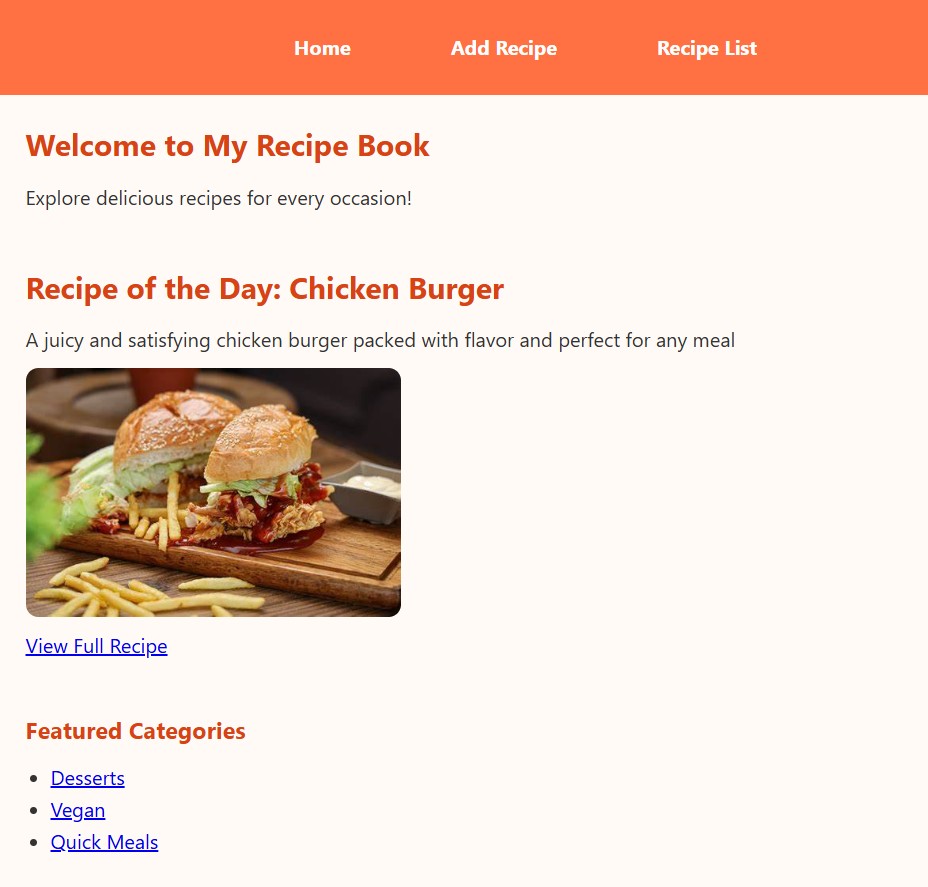 Home Add Recipe Recipe List
Welcome to My Recipe Book
Explore delicious recipes for every occasion!
Recipe of the Day: Chicken Burger
A juicy and satisfying chicken burger packed with flavor and perfect for any meal
View Full Recipe
Featured Categories
Desserts
Vegan
Quick Meals